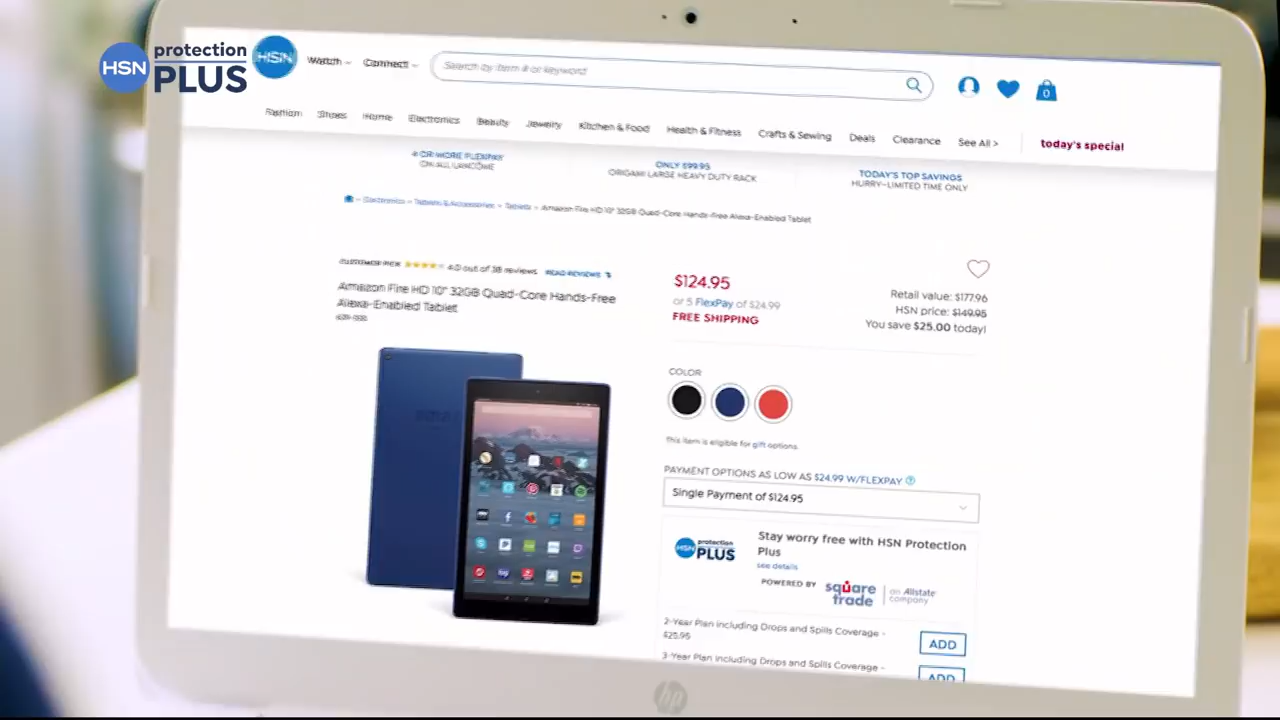 HSN protection PLUS
HSN
Watch Connect
Search by item # or keyword
0
Fashion Shoes Home Electronics Beauty Jewelry Kitchen & Food Health & Fitness Crafts & Sewing Deals Clearance See All > today's special
OR MORE FLEXPAY
ON ALL LANCOME
ONLY $99.95
ORIGAMI LARGE HEAVY DUTY RACK
TODAY'S TOP SAVINGS
HURRY-LIMITED TIME ONLY
Electronics Tablets & Accessories Tablets Amazon Fire HD 10" 32GB Quad-Core Hands-Free Alexa-Enabled Tablet
CUSTOMER PICK 4.0 out of 38 reviews READ REVIEWS
Amazon Fire HD 10" 32GB Quad-Core Hands-Free
Alexa-Enabled Tablet
$124.95
or 5 FlexPay of $24.99
FREE SHIPPING
Retail value: $177.96
HSN price: $149.95
You save $25.00 today!
COLOR
This item is eligible for gift options.
PAYMENT OPTIONS AS LOW AS $24.99 W/FLEXPAY ?
Single Payment of $124.95
HSN protection PLUS
Stay worry free with HSN Protection
Plus
see details
POWERED BY square trade an Allstate company
2-Year Plan including Drops and Spills Coverage -
$25.95
ADD
3-Year Plan including Drops and Spills Coverage -
ADD
hp